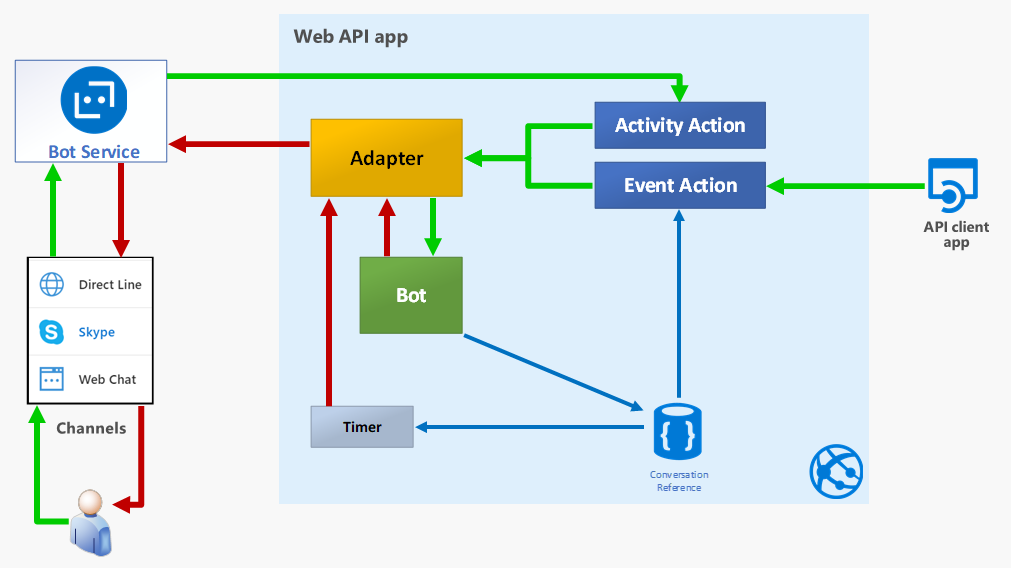 Web API app
Bot Service
Adapter
Activity Action
Event Action
API client
app
Bot
Direct Line
Skype
Web Chat
Channels
Timer
{ }
Conversation
Reference